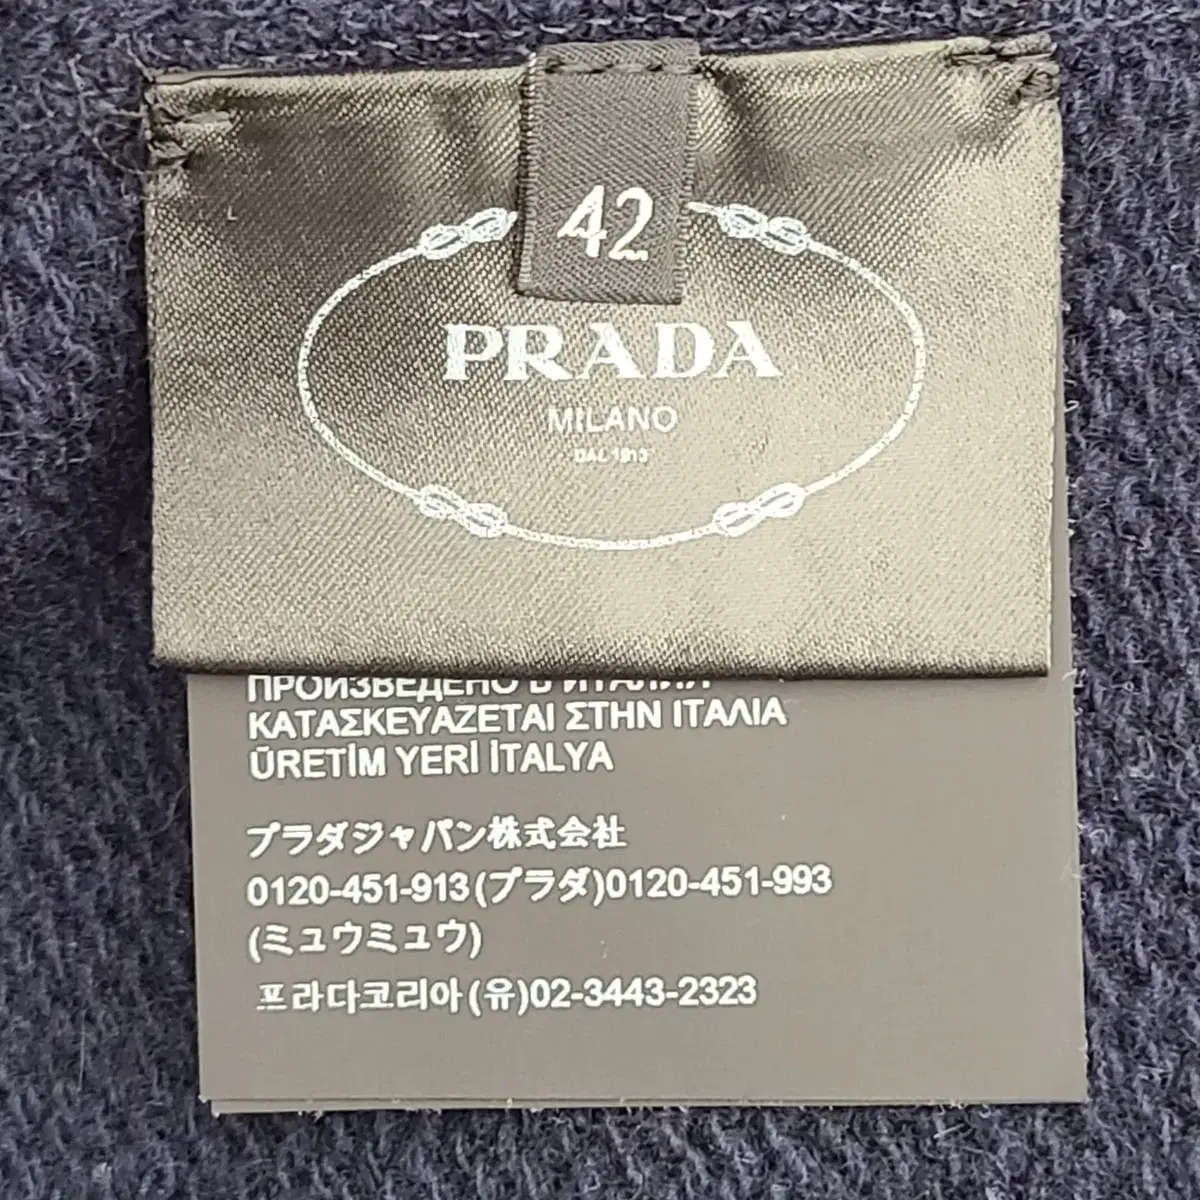 42
PRADA
MILANO
DAL 1913
ПРОИЗВЕДЕНО В ИТАЛИИ
ΚΑΤΑΣΚΕΥΑΖΕΤΑΙ ΣΤΗΝ ΙΤΑΛΙΑ
ÜRETİM YERİ İTALYA
プラダジャパン株式会社
0120-451-913(プラダ)0120-451-993
(ミュウミュウ)
프라다코리아(유)02-3443-2323